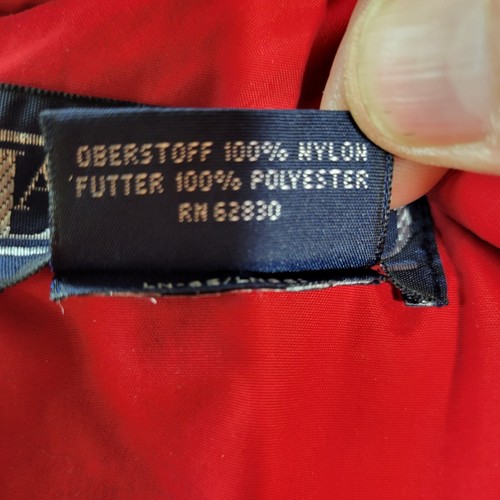 OBERSTOFF 100% NYLON
FUTTER 100% POLYESTER
RN 62830